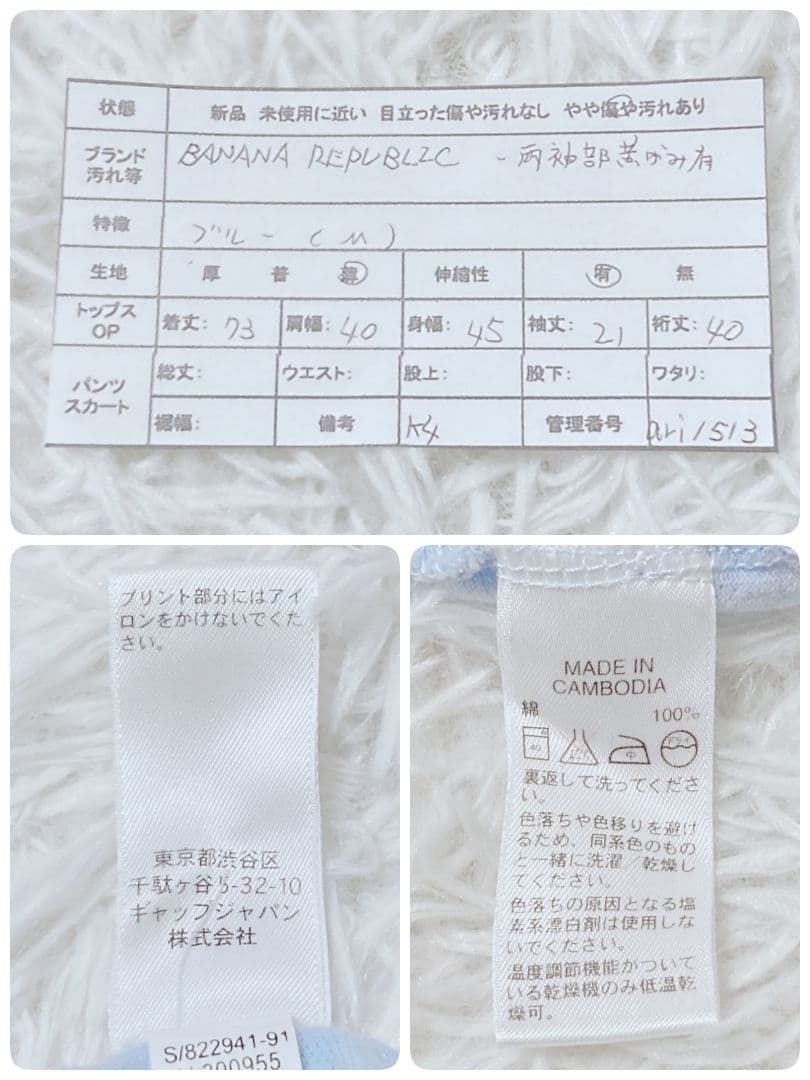 状態 新品 未使用に近い 目立った傷や汚れなし やや傷や汚れあり
ブランド
汚れ等 BANANA REPUBLIC - 両袖部黄ばみ有
特徴 ブルー (M)
生地 厚 普 薄 伸縮性 有 無
トップス
OP 着丈: 73 肩幅: 40 身幅: 45 袖丈: 21 裄丈: 40
パンツ
スカート 総丈: ウエスト: 股上: 股下: ワタリ:
裾幅: 備考 K4 管理番号 ari1513
プリント部分にはアイ
ロンをかけないでくだ
さい。
東京都渋谷区
千駄ヶ谷5-32-10
ギャップジャパン
株式会社
S/822941-91
200955
MADE IN
CAMBODIA
綿 100%
40 中 ドライ
裏返して洗ってくださ
い。
色落ちや色移りを避け
るため、同系色のもの
と一緒に洗濯/乾燥し
てください。
色落ちの原因となる塩
素系漂白剤は使用しな
いでください。
温度調節機能がついて
いる乾燥機のみ低温乾
燥可。